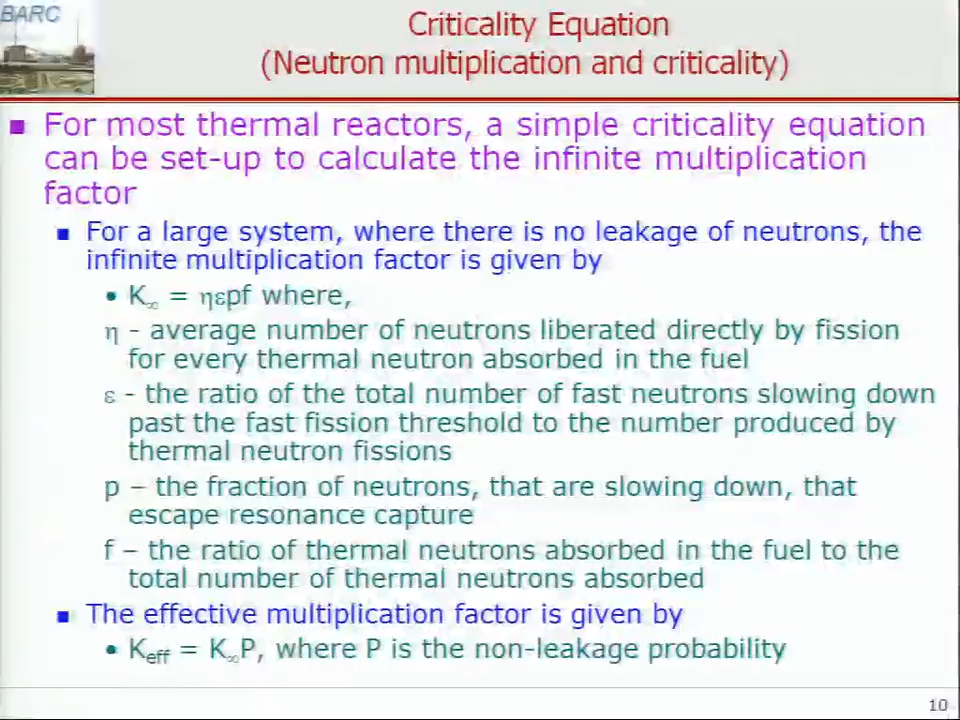 BARC
Criticality Equation
(Neutron multiplication and criticality)
■ For most thermal reactors, a simple criticality equation
can be set-up to calculate the infinite multiplication
factor
■ For a large system, where there is no leakage of neutrons, the
infinite multiplication factor is given by
• K∞ = ηεpf where,
η - average number of neutrons liberated directly by fission
for every thermal neutron absorbed in the fuel
ε - the ratio of the total number of fast neutrons slowing down
past the fast fission threshold to the number produced by
thermal neutron fissions
p – the fraction of neutrons, that are slowing down, that
escape resonance capture
f – the ratio of thermal neutrons absorbed in the fuel to the
total number of thermal neutrons absorbed
■ The effective multiplication factor is given by
• Keff = K∞P, where P is the non-leakage probability
10